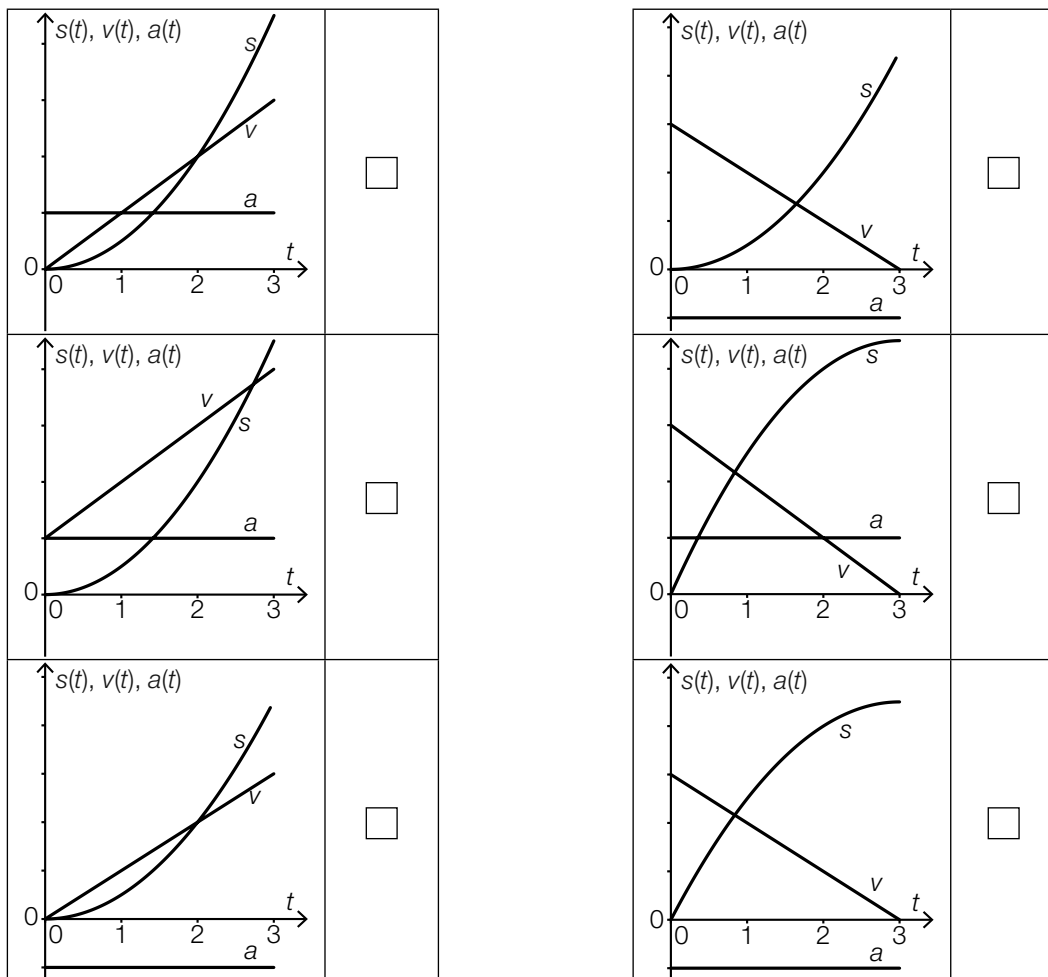 s(t), v(t), a(t)
s
v
a
t
0
0 1 2 3
s(t), v(t), a(t)
s
v
t
0
0 1 2 3
a
s(t), v(t), a(t)
v
s
a
t
0
0 1 2 3
s(t), v(t), a(t)
s
a
v
t
0
0 1 2 3
s(t), v(t), a(t)
s
v
t
0
0 1 2 3
a
s(t), v(t), a(t)
s
v
t
0
0 1 2 3
a